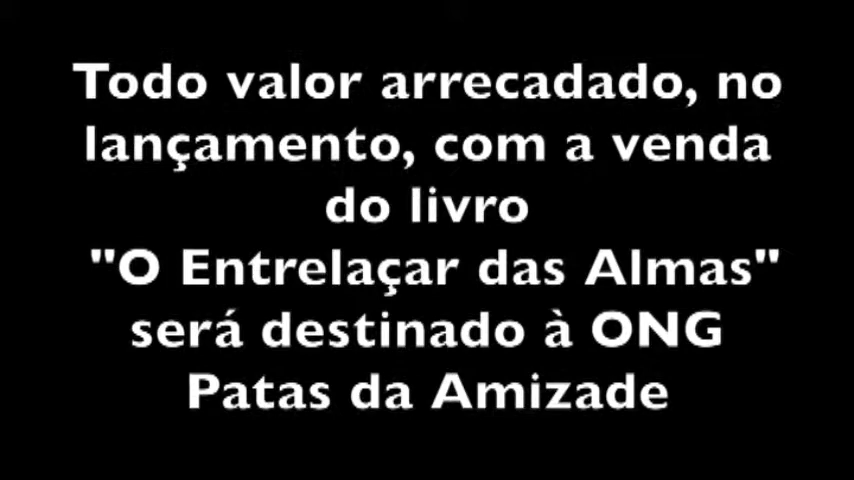 Todo valor arrecadado, no
lançamento, com a venda
do livro
"O Entrelaçar das Almas"
será destinado à ONG
Patas da Amizade